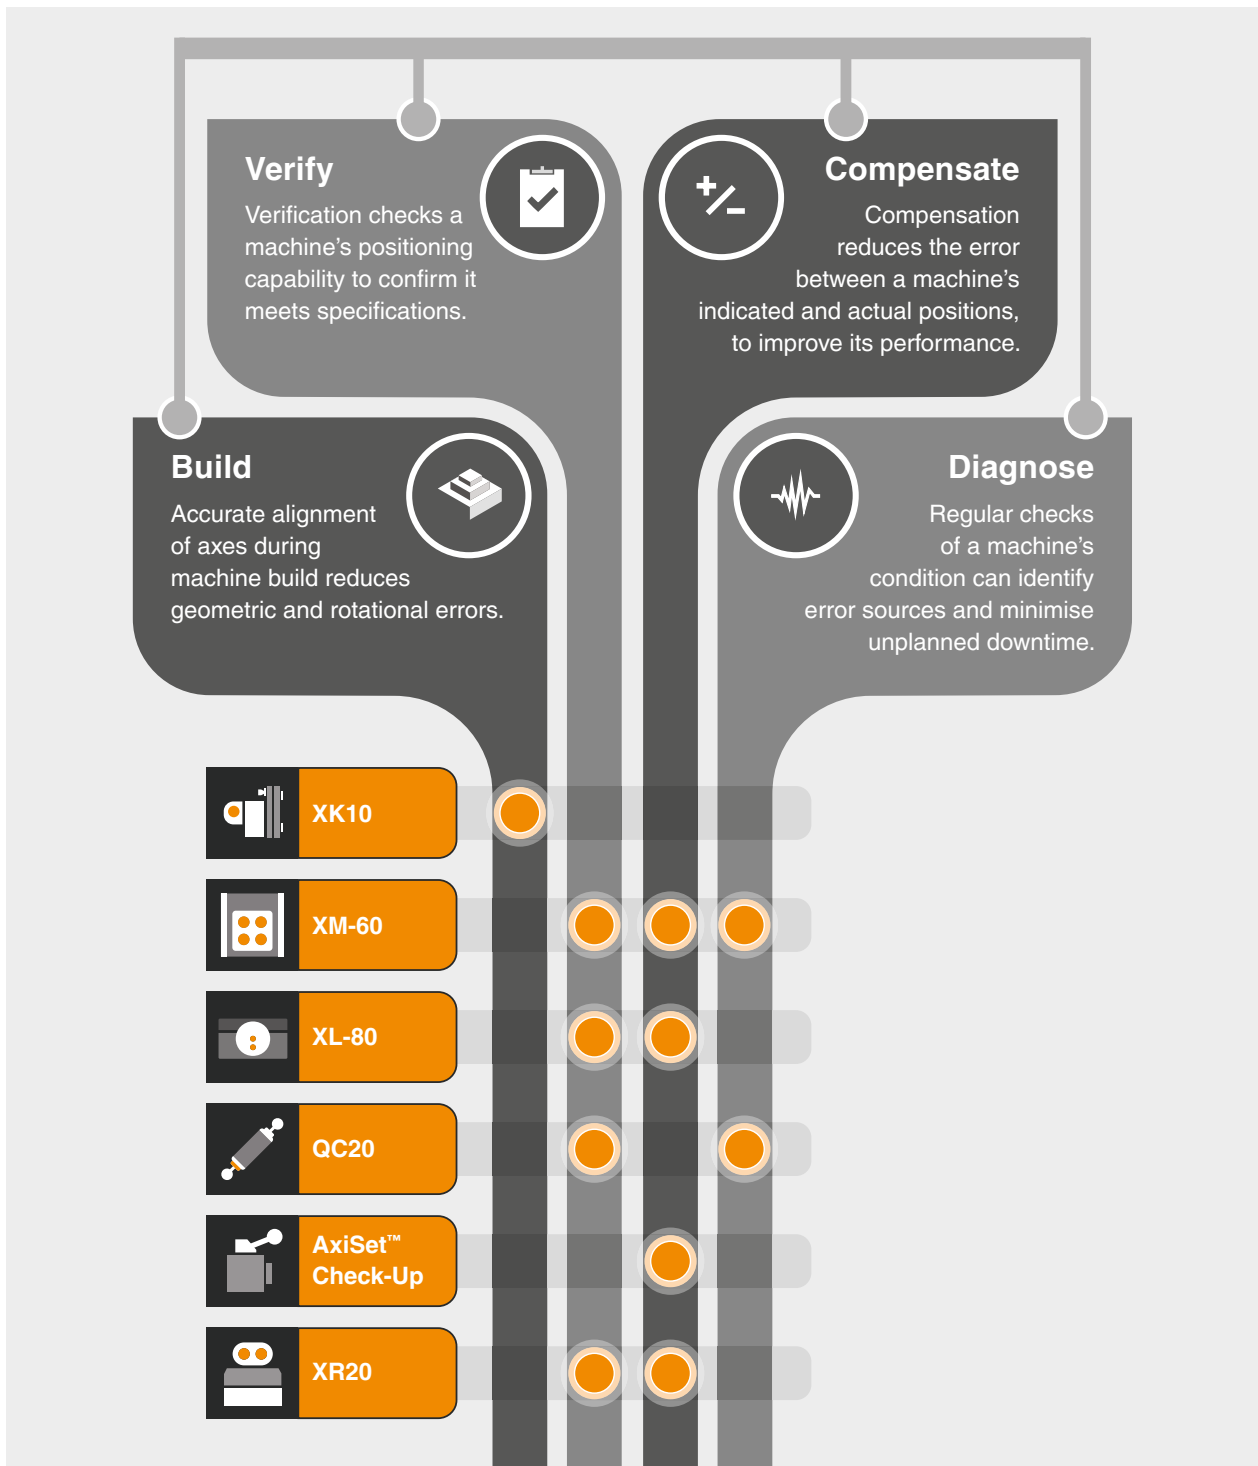 Verify
Verification checks a
machine’s positioning
capability to confirm it
meets specifications.
Compensate
Compensation
reduces the error
between a machine’s
indicated and actual positions,
to improve its performance.
Build
Accurate alignment
of axes during
machine build reduces
geometric and rotational errors.
Diagnose
Regular checks
of a machine’s
condition can identify
error sources and minimise
unplanned downtime.
XK10
XM-60
XL-80
QC20
AxiSet™
Check-Up
XR20